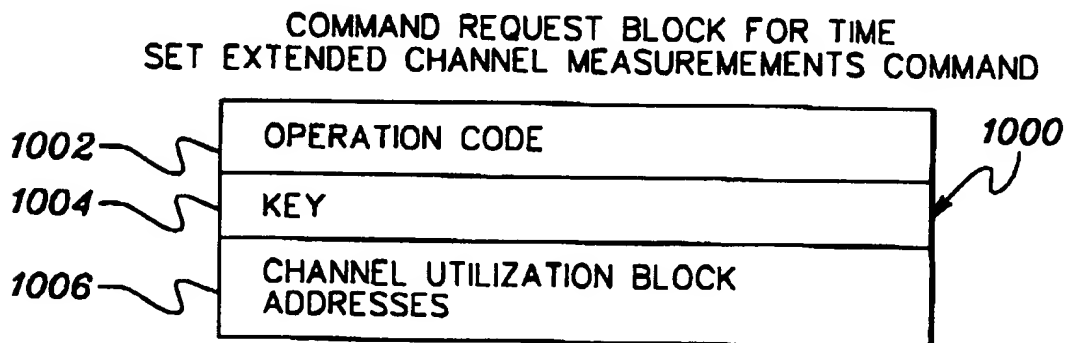 COMMAND REQUEST BLOCK FOR TIME
SET EXTENDED CHANNEL MEASUREMEMENTS COMMAND
1002 OPERATION CODE
1000
1004 KEY
1006 CHANNEL UTILIZATION BLOCK
ADDRESSES